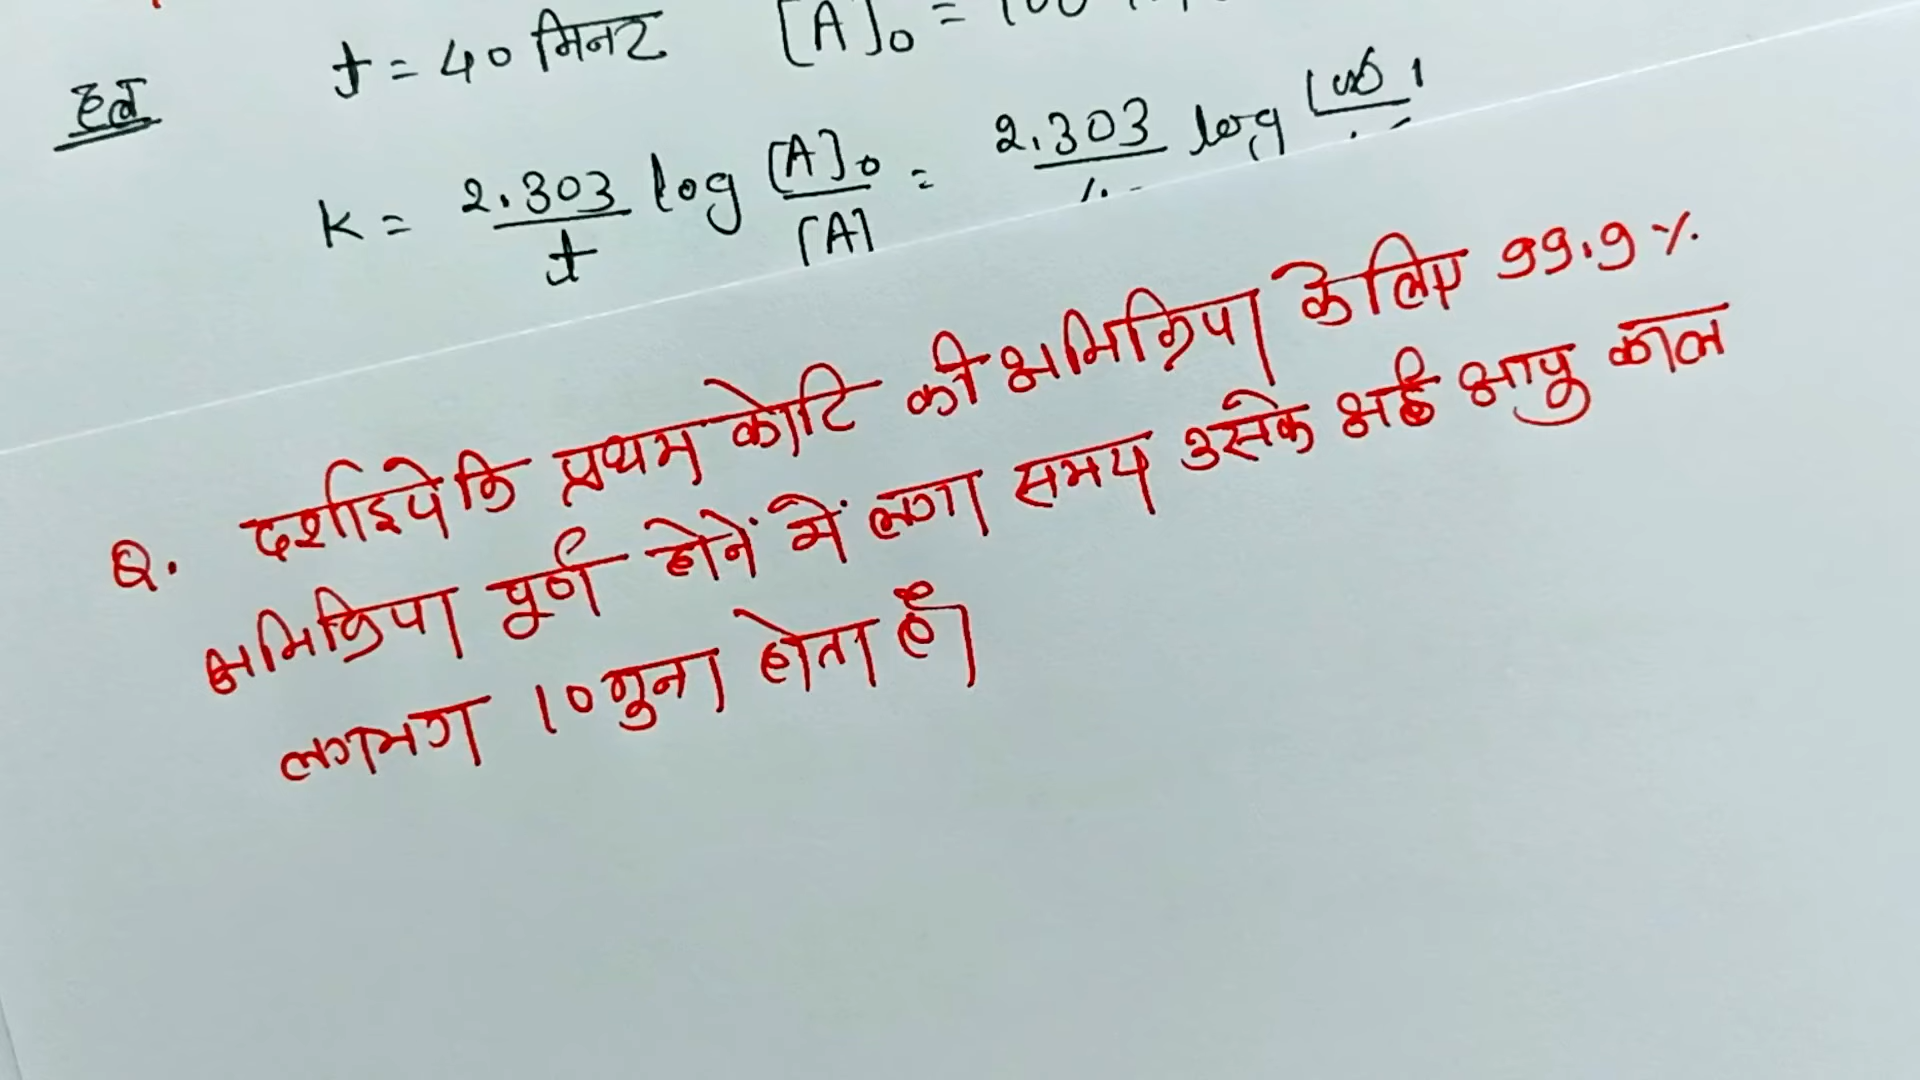 हल t = 40 मिनट [A]₀ = 100
K = 2.303/t log [A]₀/[A] = 2.303/ log 100
Q. दर्शाइये कि प्रथम कोटि की अभिक्रिया के लिए 99.9%
अभिक्रिया पूर्ण होनें में लगा समय उसके अर्द्ध आयु काल
लगभग 10 गुना होता है।